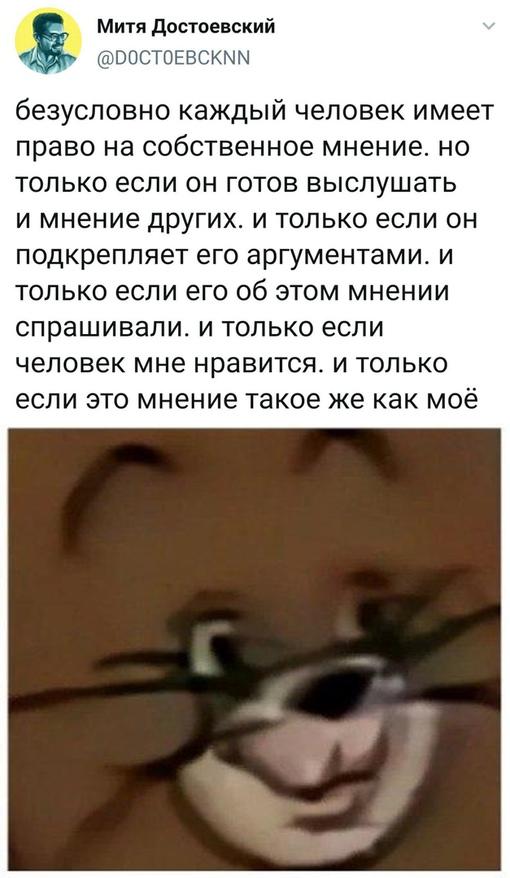 Митя Достоевский
@D0CT0EBCKNN
безусловно каждый человек имеет
право на собственное мнение. но
только если он готов выслушать
и мнение других. и только если он
подкрепляет его аргументами. и
только если его об этом мнении
спрашивали. и только если
человек мне нравится. и только
если это мнение такое же как моё